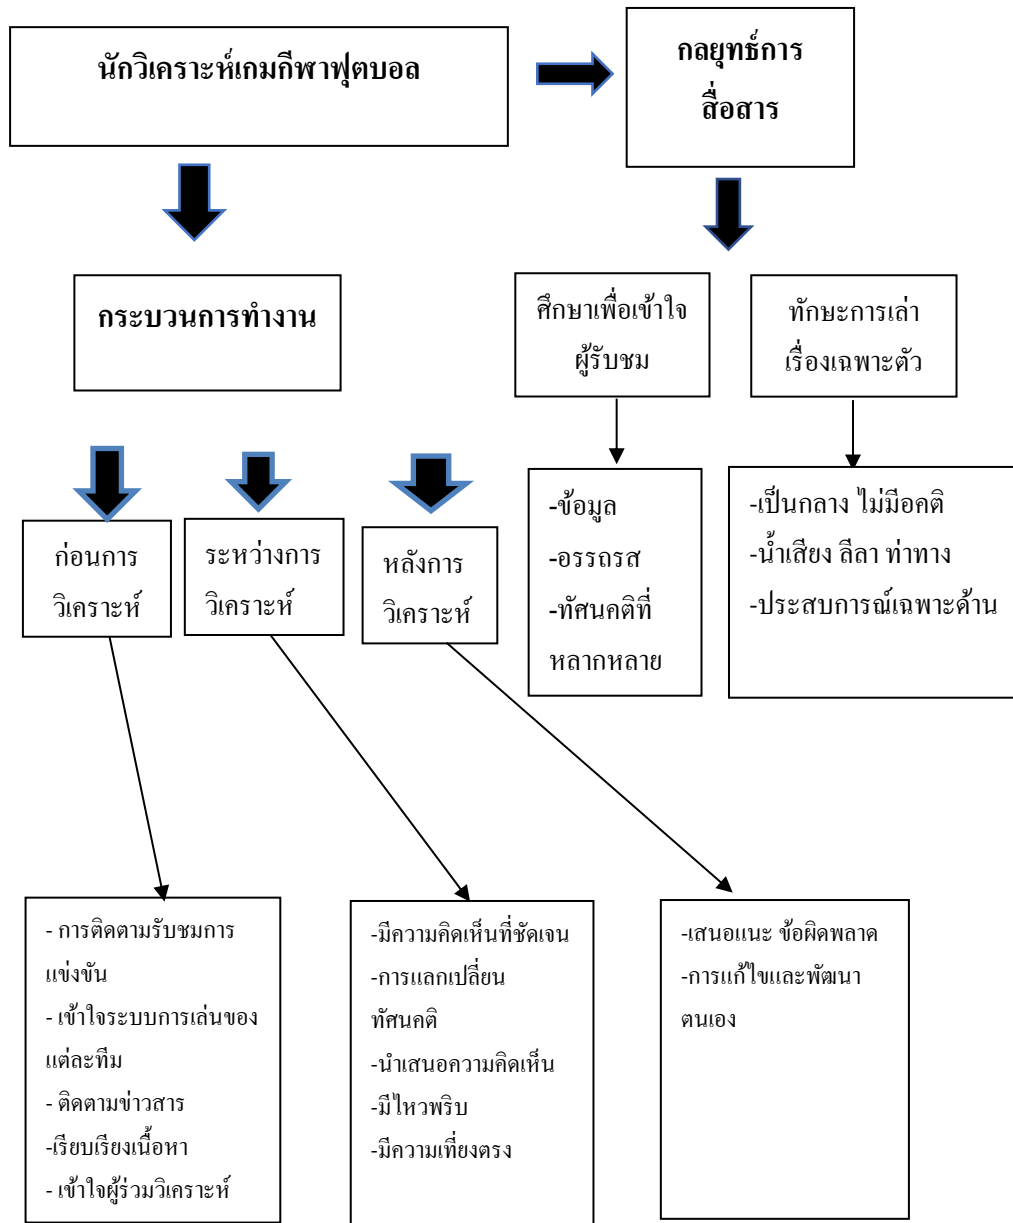 นักวิเคราะห์เกมกีฬาฟุตบอล
กลยุทธ์การ
สื่อสาร
กระบวนการทำงาน
ศึกษาเพื่อเข้าใจ
ผู้รับชม
ทักษะการเล่า
เรื่องเฉพาะตัว
ก่อนการ
วิเคราะห์
ระหว่างการ
วิเคราะห์
หลังการ
วิเคราะห์
-ข้อมูล
-อรรถรส
-ทัศนคติที่
หลากหลาย
-เป็นกลาง ไม่มีอคติ
-น้ำเสียง ลีลา ท่าทาง
-ประสบการณ์เฉพาะด้าน
- การติดตามรับชมการ
แข่งขัน
- เข้าใจระบบการเล่นของ
แต่ละทีม
- ติดตามข่าวสาร
-เรียบเรียงเนื้อหา
- เข้าใจผู้ร่วมวิเคราะห์
-มีความคิดเห็นที่ชัดเจน
-การแลกเปลี่ยน
ทัศนคติ
-นำเสนอความคิดเห็น
-มีไหวพริบ
-มีความเที่ยงตรง
-เสนอแนะ ข้อผิดพลาด
-การแก้ไขและพัฒนา
ตนเอง